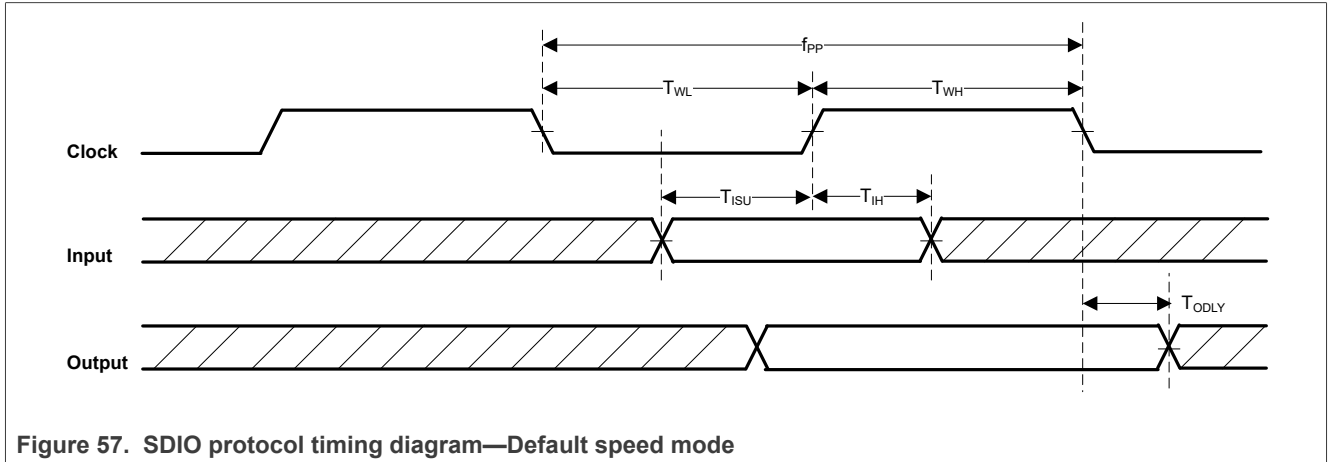 fPP
TWL
TWH
Clock
TISU
TIH
Input
TODLY
Output
Figure 57. SDIO protocol timing diagram—Default speed mode